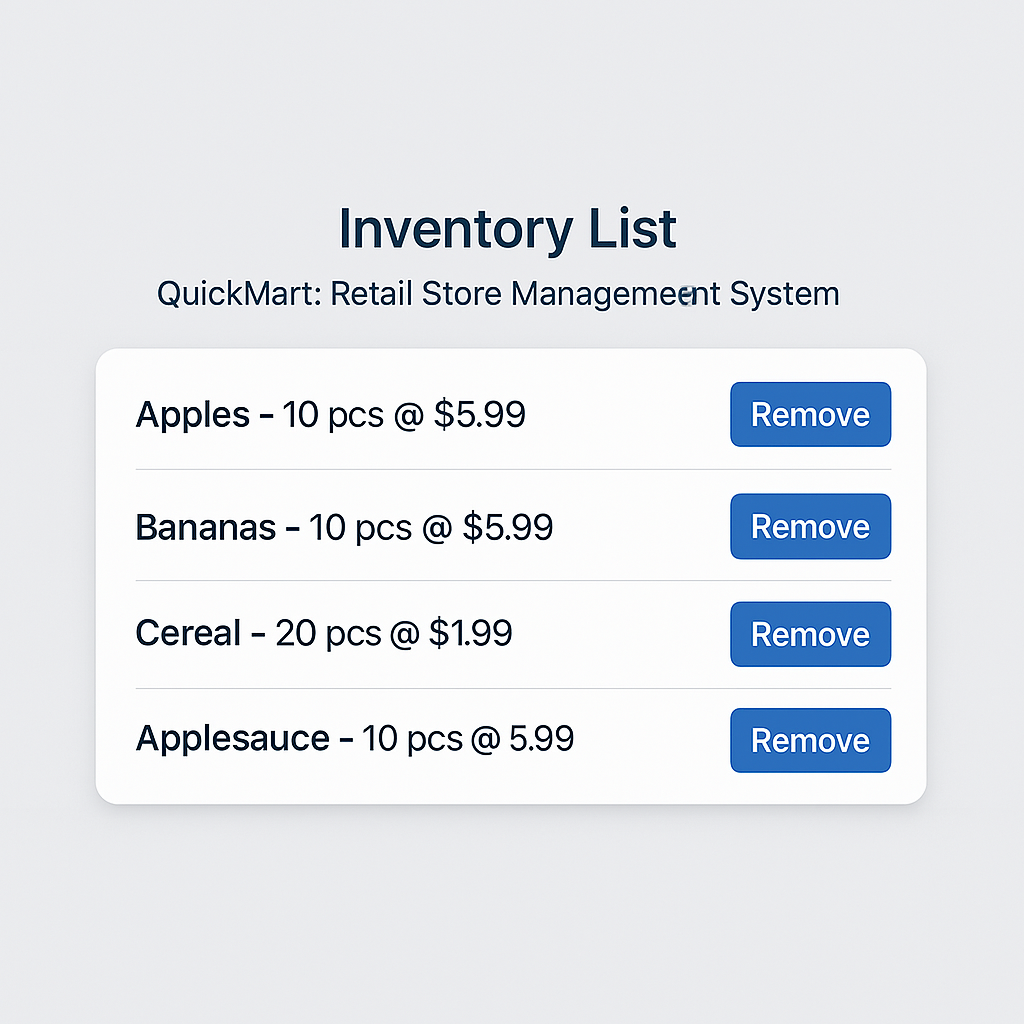 Inventory List
QuickMart: Retail Store Managemeent System
Apples - 10 pcs @ $5.99 Remove
Bananas - 10 pcs @ $5.99 Remove
Cereal - 20 pcs @ $1.99 Remove
Applesauce - 10 pcs @ 5.99 Remove